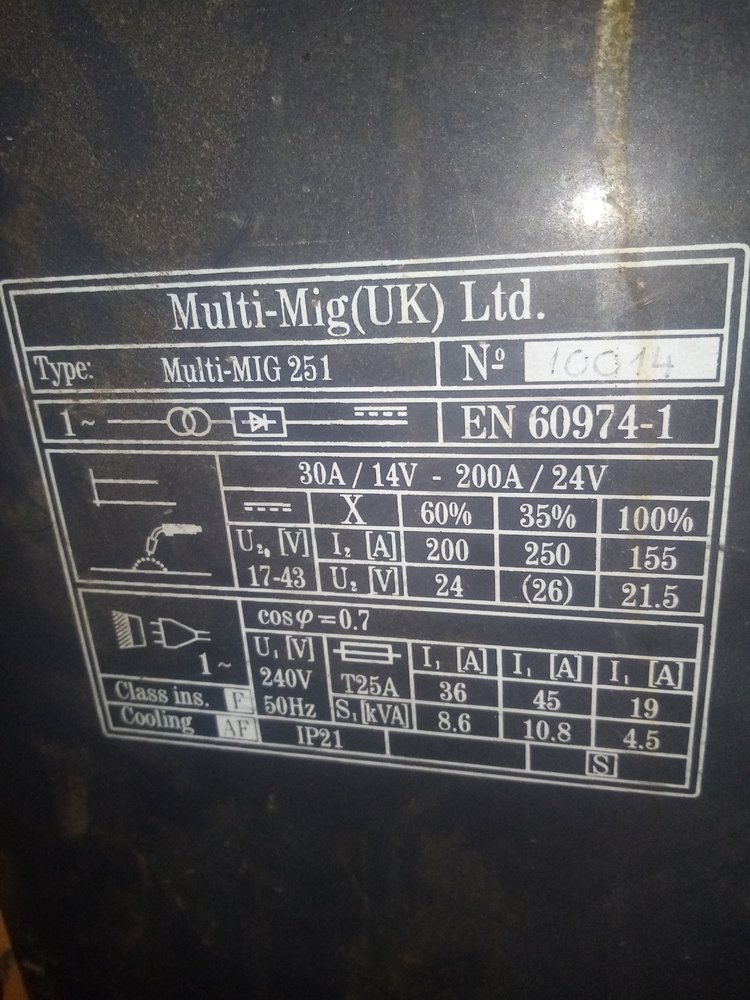 Multi-Mig(UK) Ltd.
Type: Multi-MIG 251 Nº 10014
1~ EN 60974-1
30A / 14V - 200A / 24V
X 60% 35% 100%
U₂₀ [V] I₂ [A] 200 250 155
17-43 U₂ [V] 24 (26) 21.5
cosφ = 0.7
1~ U₁ [V] I₁ [A] I₁ [A] I₁ [A]
240V T25A 36 45 19
Class ins. F 50Hz S₁ [kVA] 8.6 10.8 4.5
Cooling AF IP21 S